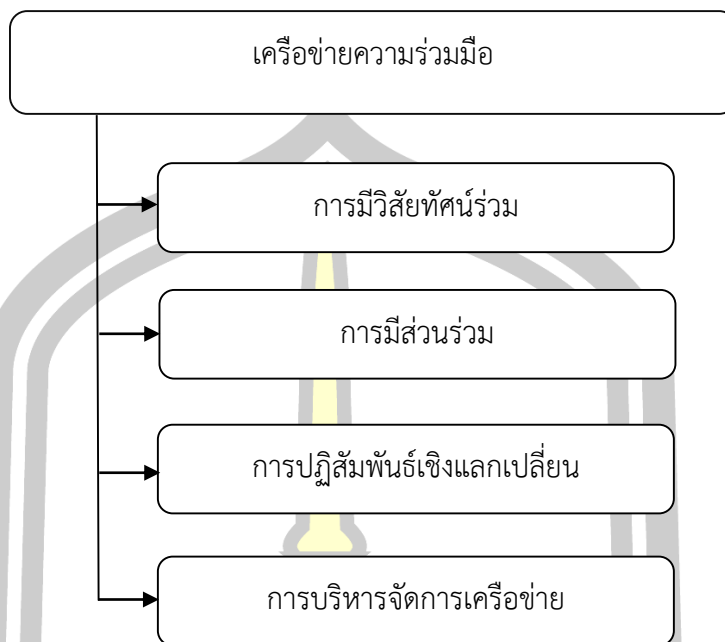 เครือข่ายความร่วมมือ
การมีวิสัยทัศน์ร่วม
การมีส่วนร่วม
การปฏิสัมพันธ์เชิงแลกเปลี่ยน
การบริหารจัดการเครือข่าย